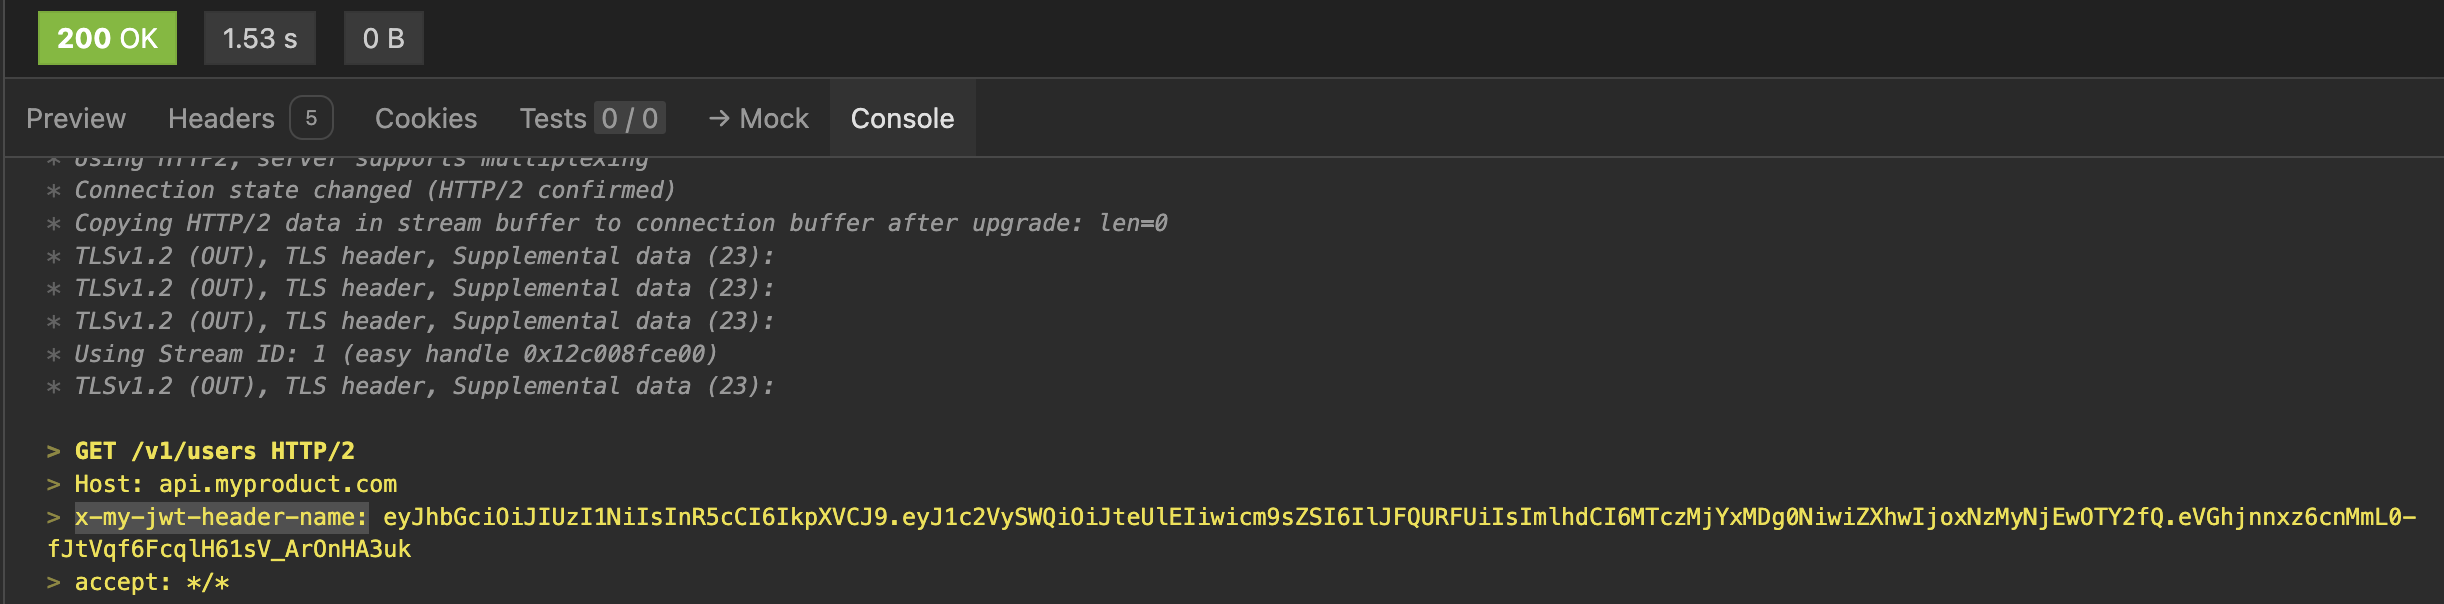 200 OK 1.53 s 0 B
Preview Headers 5 Cookies Tests 0 / 0 → Mock Console
* Using HTTP2, server supports multiplexing
* Connection state changed (HTTP/2 confirmed)
* Copying HTTP/2 data in stream buffer to connection buffer after upgrade: len=0
* TLSv1.2 (OUT), TLS header, Supplemental data (23):
* TLSv1.2 (OUT), TLS header, Supplemental data (23):
* TLSv1.2 (OUT), TLS header, Supplemental data (23):
* Using Stream ID: 1 (easy handle 0x12c008fce00)
* TLSv1.2 (OUT), TLS header, Supplemental data (23):
> GET /v1/users HTTP/2
> Host: api.myproduct.com
> x-my-jwt-header-name: eyJhbGciOiJIUzI1NiIsInR5cCI6IkpXVCJ9.eyJ1c2VySWQiOiJteUlEIiwicm9sZSI6IlJFQURFUiIsImlhdCI6MTczMjYxMDg0NiwiZXhwIjoxNzMyNjEwOTY2fQ.eVGhjnnxz6cnMmL0-
fJtVqf6FcqlH61sV_ArOnHA3uk
> accept: */*